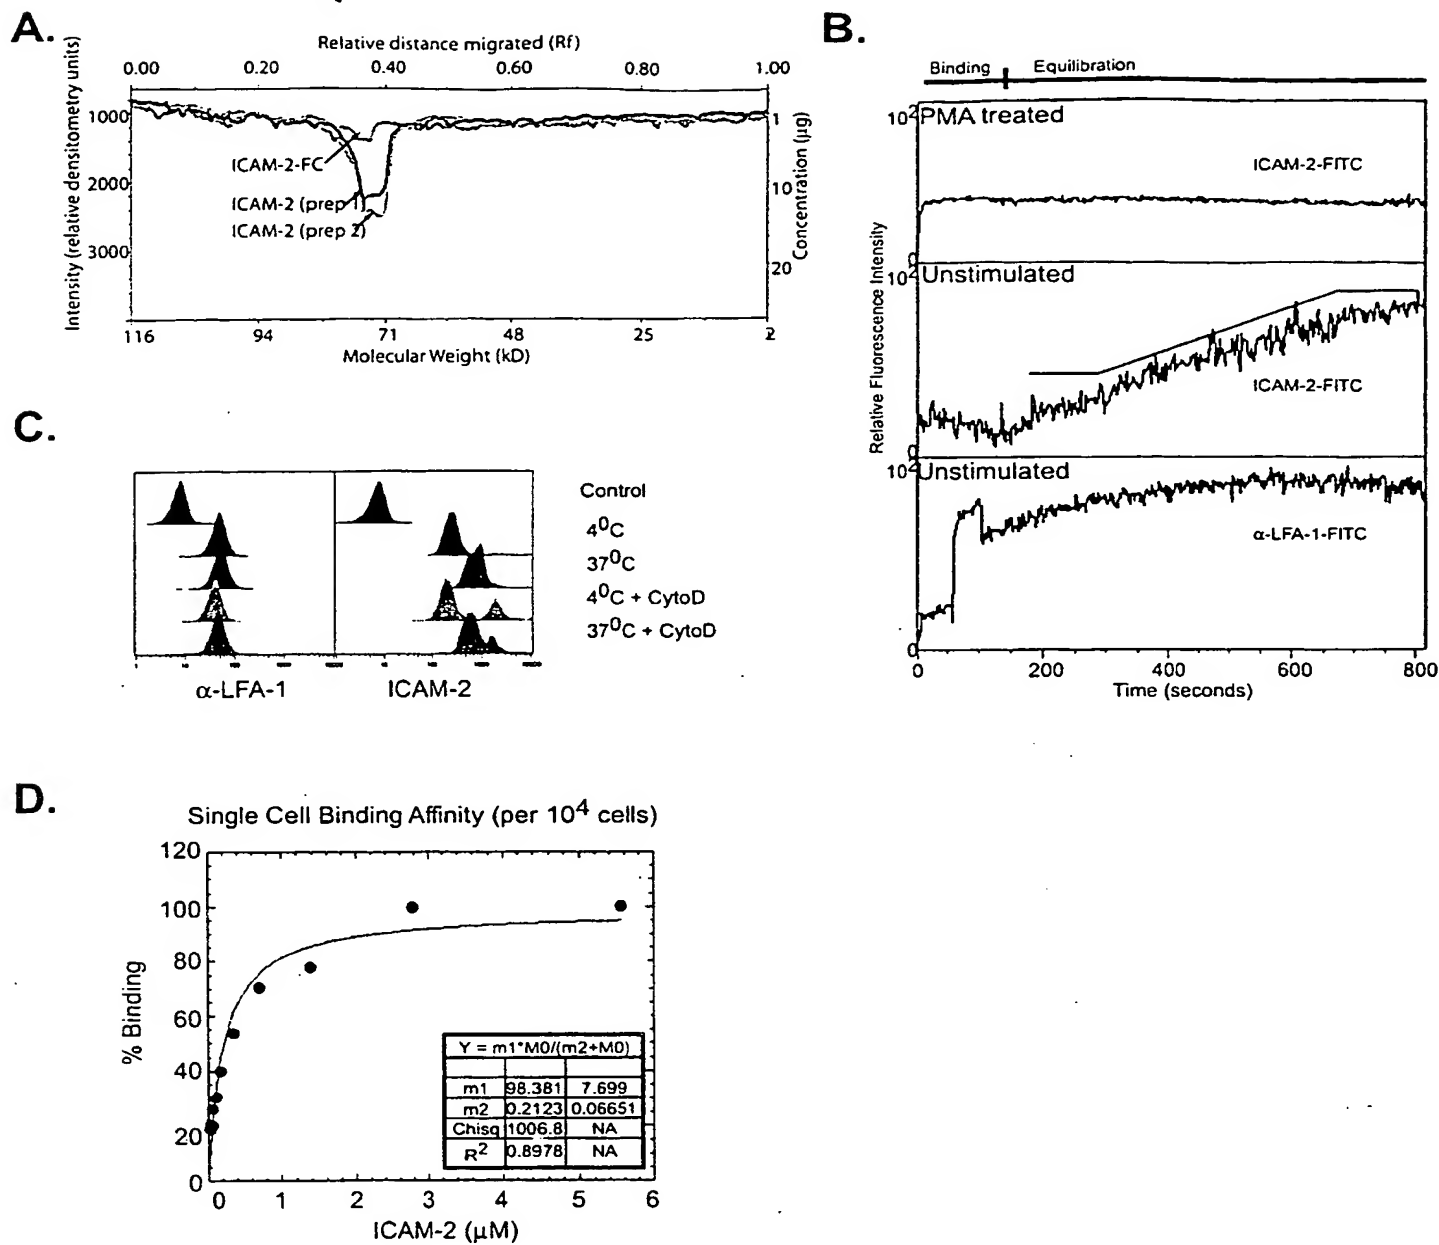 A.
Relative distance migrated (Rf)
0.00 0.20 0.40 0.60 0.80 1.00
Intensity (relative densitometry units)
1000
2000
3000
ICAM-2-FC
ICAM-2 (prep 1)
ICAM-2 (prep 2)
1
10
20
Concentration (µg)
116 94 71 48 25 2
Molecular Weight (kD)
B.
Binding Equilibration
10² PMA treated
ICAM-2-FITC
0
10² Unstimulated
ICAM-2-FITC
0
10⁴ Unstimulated
α-LFA-1-FITC
0
Relative Fluorescence Intensity
0 200 400 600 800
Time (seconds)
C.
Control
4⁰C
37⁰C
4⁰C + CytoD
37⁰C + CytoD
α-LFA-1 ICAM-2
D.
Single Cell Binding Affinity (per 10⁴ cells)
120
100
80
60
40
20
0
% Binding
Y = m1*M0/(m2+M0)
m1 98.381 7.699
m2 0.2123 0.06651
Chisq 1006.8 NA
R² 0.8978 NA
0 1 2 3 4 5 6
ICAM-2 (µM)